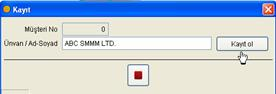 Kayıt
Müşteri No 0
Ünvan / Ad-Soyad ABC SMMM LTD. Kayıt ol